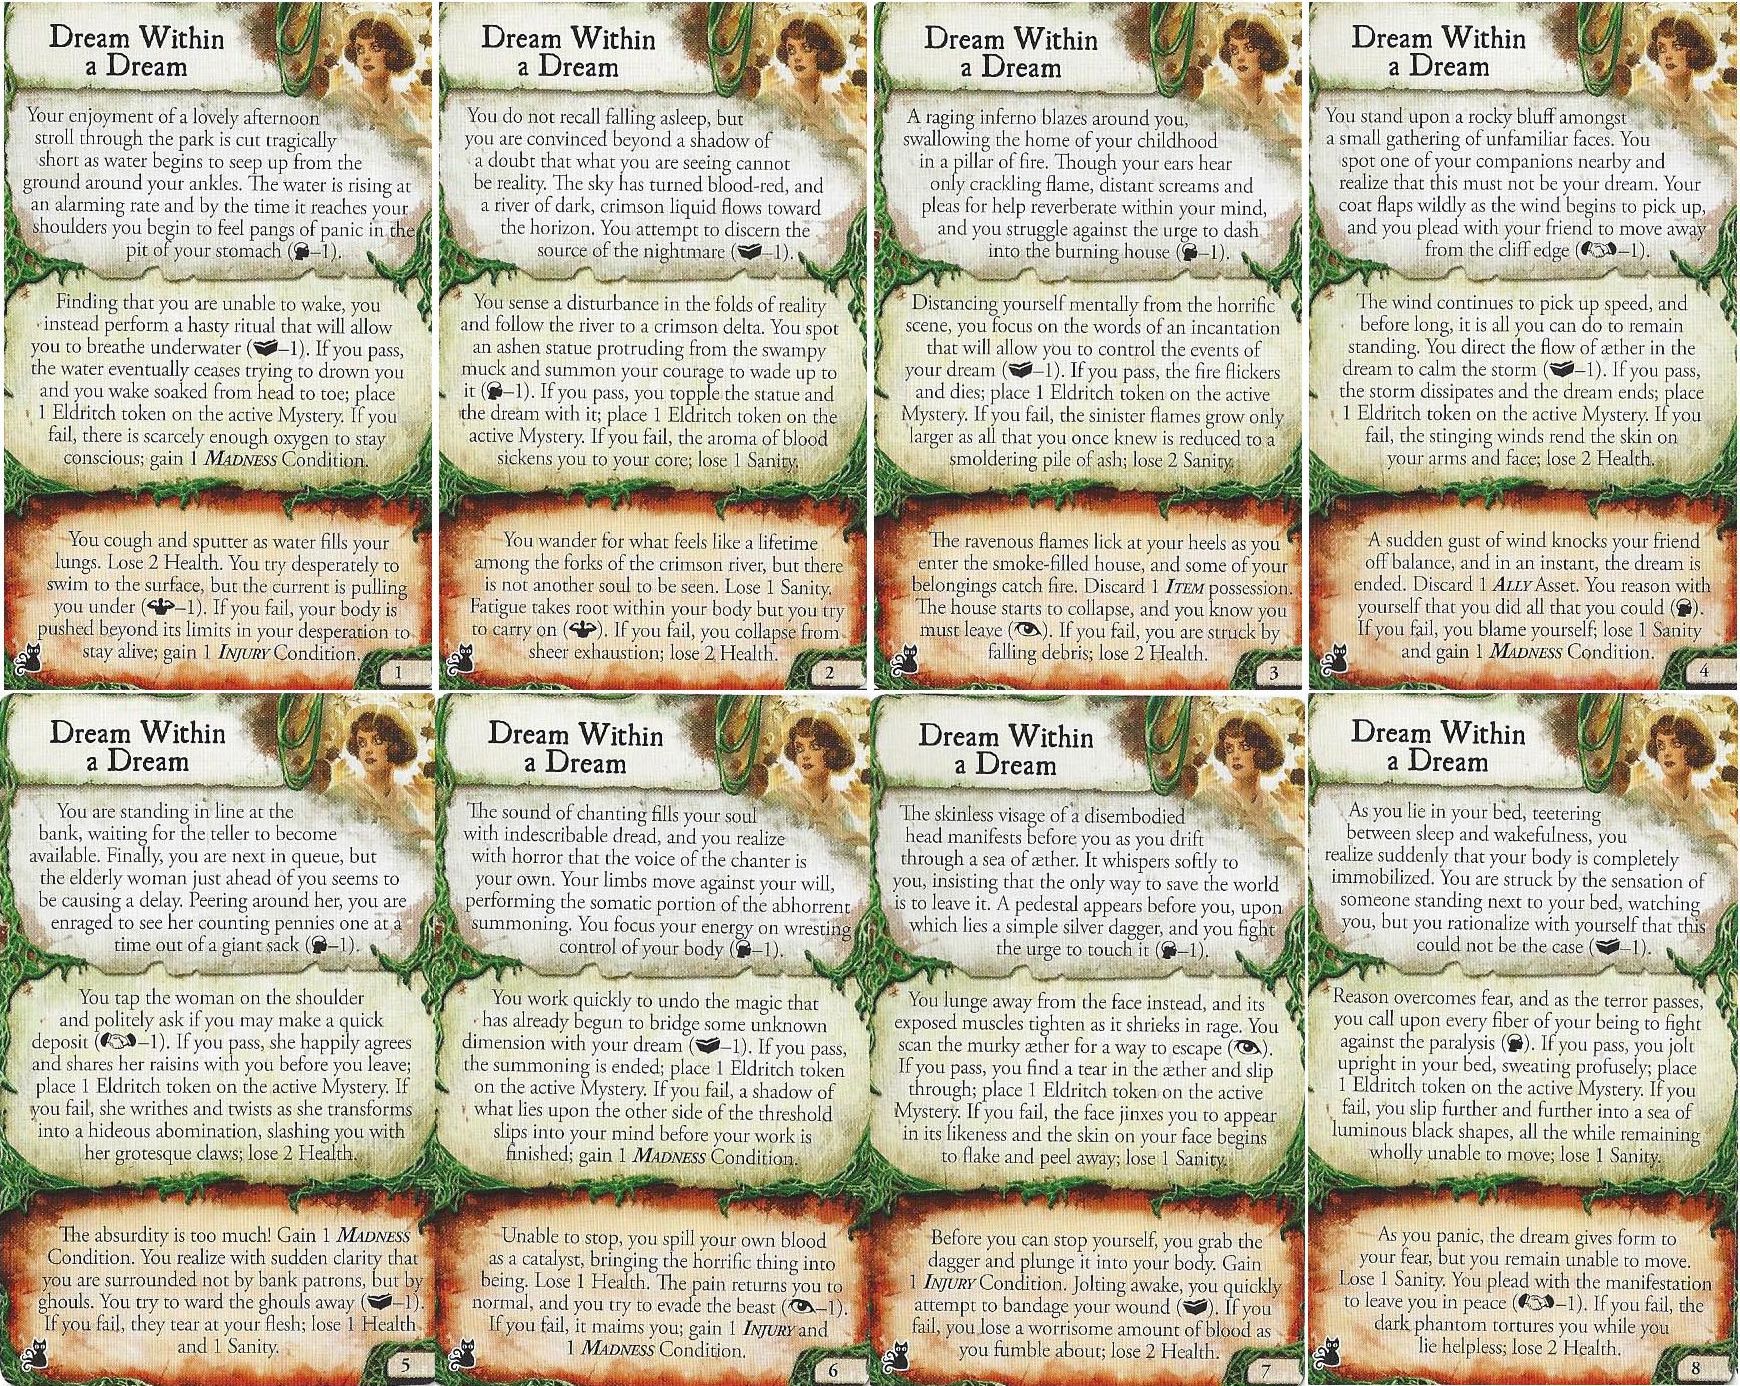 Dream Within
a Dream
Your enjoyment of a lovely afternoon
stroll through the park is cut tragically
short as water begins to seep up from the
ground around your ankles. The water is rising at
an alarming rate and by the time it reaches your
shoulders you begin to feel pangs of panic in the
pit of your stomach (–1).
Finding that you are unable to wake, you
instead perform a hasty ritual that will allow
you to breathe underwater (–1). If you pass,
the water eventually ceases trying to drown you
and you wake soaked from head to toe; place
1 Eldritch token on the active Mystery. If you
fail, there is scarcely enough oxygen to stay
conscious; gain 1 MADNESS Condition.
You cough and sputter as water fills your
lungs. Lose 2 Health. You try desperately to
swim to the surface, but the current is pulling
you under (–1). If you fail, your body is
pushed beyond its limits in your desperation to
stay alive; gain 1 INJURY Condition.
1
Dream Within
a Dream
You do not recall falling asleep, but
you are convinced beyond a shadow of
a doubt that what you are seeing cannot
be reality. The sky has turned blood-red, and
a river of dark, crimson liquid flows toward
the horizon. You attempt to discern the
source of the nightmare (–1).
You sense a disturbance in the folds of reality
and follow the river to a crimson delta. You spot
an ashen statue protruding from the swampy
muck and summon your courage to wade up to
it (–1). If you pass, you topple the statue and
the dream with it; place 1 Eldritch token on the
active Mystery. If you fail, the aroma of blood
sickens you to your core; lose 1 Sanity.
You wander for what feels like a lifetime
among the forks of the crimson river, but there
is not another soul to be seen. Lose 1 Sanity.
Fatigue takes root within your body but you try
to carry on (). If you fail, you collapse from
sheer exhaustion; lose 2 Health.
2
Dream Within
a Dream
A raging inferno blazes around you,
swallowing the home of your childhood
in a pillar of fire. Though your ears hear
only crackling flame, distant screams and
pleas for help reverberate within your mind,
and you struggle against the urge to dash
into the burning house (–1).
Distancing yourself mentally from the horrific
scene, you focus on the words of an incantation
that will allow you to control the events of
your dream (–1). If you pass, the fire flickers
and dies; place 1 Eldritch token on the active
Mystery. If you fail, the sinister flames grow only
larger as all that you once knew is reduced to a
smoldering pile of ash; lose 2 Sanity.
The ravenous flames lick at your heels as you
enter the smoke-filled house, and some of your
belongings catch fire. Discard 1 ITEM possession.
The house starts to collapse, and you know you
must leave (). If you fail, you are struck by
falling debris; lose 2 Health.
3
Dream Within
a Dream
You stand upon a rocky bluff amongst
a small gathering of unfamiliar faces. You
spot one of your companions nearby and
realize that this must not be your dream. Your
coat flaps wildly as the wind begins to pick up,
and you plead with your friend to move away
from the cliff edge (–1).
The wind continues to pick up speed, and
before long, it is all you can do to remain
standing. You direct the flow of æther in the
dream to calm the storm (–1). If you pass,
the storm dissipates and the dream ends; place
1 Eldritch token on the active Mystery. If you
fail, the stinging winds rend the skin on
your arms and face; lose 2 Health.
A sudden gust of wind knocks your friend
off balance, and in an instant, the dream is
ended. Discard 1 ALLY Asset. You reason with
yourself that you did all that you could ().
If you fail, you blame yourself; lose 1 Sanity
and gain 1 MADNESS Condition.
4
Dream Within
a Dream
You are standing in line at the
bank, waiting for the teller to become
available. Finally, you are next in queue, but
the elderly woman just ahead of you seems to
be causing a delay. Peering around her, you are
enraged to see her counting pennies one at a
time out of a giant sack (–1).
You tap the woman on the shoulder
and politely ask if you may make a quick
deposit (–1). If you pass, she happily agrees
and shares her raisins with you before you leave;
place 1 Eldritch token on the active Mystery. If
you fail, she writhes and twists as she transforms
into a hideous abomination, slashing you with
her grotesque claws; lose 2 Health.
The absurdity is too much! Gain 1 MADNESS
Condition. You realize with sudden clarity that
you are surrounded not by bank patrons, but by
ghouls. You try to ward the ghouls away (–1).
If you fail, they tear at your flesh; lose 1 Health
and 1 Sanity.
5
Dream Within
a Dream
The sound of chanting fills your soul
with indescribable dread, and you realize
with horror that the voice of the chanter is
your own. Your limbs move against your will,
performing the somatic portion of the abhorrent
summoning. You focus your energy on wresting
control of your body (–1).
You work quickly to undo the magic that
has already begun to bridge some unknown
dimension with your dream (–1). If you pass,
the summoning is ended; place 1 Eldritch token
on the active Mystery. If you fail, a shadow of
what lies upon the other side of the threshold
slips into your mind before your work is
finished; gain 1 MADNESS Condition.
Unable to stop, you spill your own blood
as a catalyst, bringing the horrific thing into
being. Lose 1 Health. The pain returns you to
normal, and you try to evade the beast (–1).
If you fail, it maims you; gain 1 INJURY and
1 MADNESS Condition.
6
Dream Within
a Dream
The skinless visage of a disembodied
head manifests before you as you drift
through a sea of æther. It whispers softly to
you, insisting that the only way to save the world
is to leave it. A pedestal appears before you, upon
which lies a simple silver dagger, and you fight
the urge to touch it (–1).
You lunge away from the face instead, and its
exposed muscles tighten as it shrieks in rage. You
scan the murky æther for a way to escape ().
If you pass, you find a tear in the æther and slip
through; place 1 Eldritch token on the active
Mystery. If you fail, the face jinxes you to appear
in its likeness and the skin on your face begins
to flake and peel away; lose 1 Sanity.
Before you can stop yourself, you grab the
dagger and plunge it into your body. Gain
1 INJURY Condition. Jolting awake, you quickly
attempt to bandage your wound (). If you
fail, you lose a worrisome amount of blood as
you fumble about; lose 2 Health.
7
Dream Within
a Dream
As you lie in your bed, teetering
between sleep and wakefulness, you
realize suddenly that your body is completely
immobilized. You are struck by the sensation of
someone standing next to your bed, watching
you, but you rationalize with yourself that this
could not be the case (–1).
Reason overcomes fear, and as the terror passes,
you call upon every fiber of your being to fight
against the paralysis (). If you pass, you jolt
upright in your bed, sweating profusely; place
1 Eldritch token on the active Mystery. If you
fail, you slip further and further into a sea of
luminous black shapes, all the while remaining
wholly unable to move; lose 1 Sanity.
As you panic, the dream gives form to
your fear, but you remain unable to move.
Lose 1 Sanity. You plead with the manifestation
to leave you in peace (–1). If you fail, the
dark phantom tortures you while you
lie helpless; lose 2 Health.
8